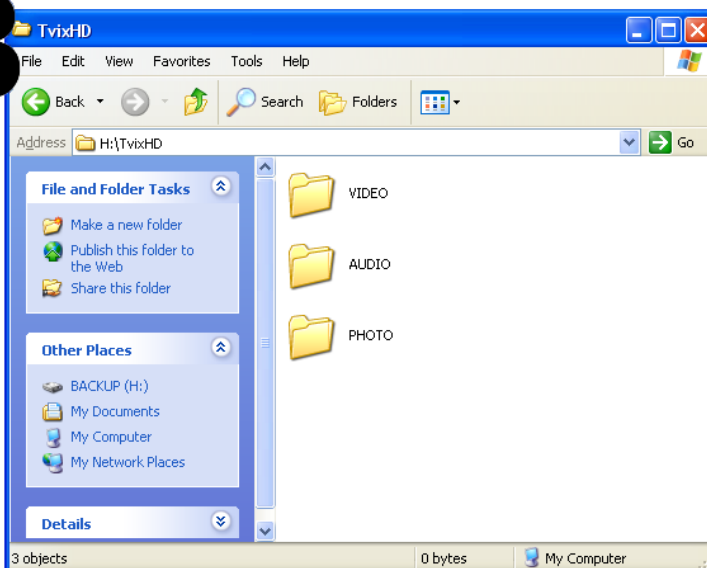 TvixHD
File Edit View Favorites Tools Help
Back Search Folders
Address H:\TvixHD Go
File and Folder Tasks
Make a new folder
Publish this folder to
the Web
Share this folder
Other Places
BACKUP (H:)
My Documents
My Computer
My Network Places
Details
VIDEO
AUDIO
PHOTO
3 objects 0 bytes My Computer